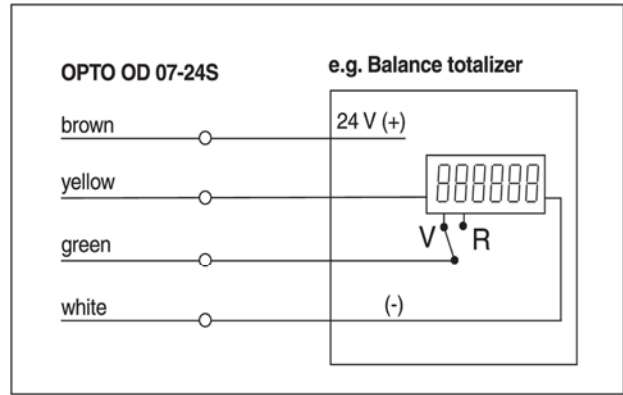 OPTO OD 07-24S
e.g. Balance totalizer
brown
24 V (+)
yellow
888888
V R
green
white
(-)